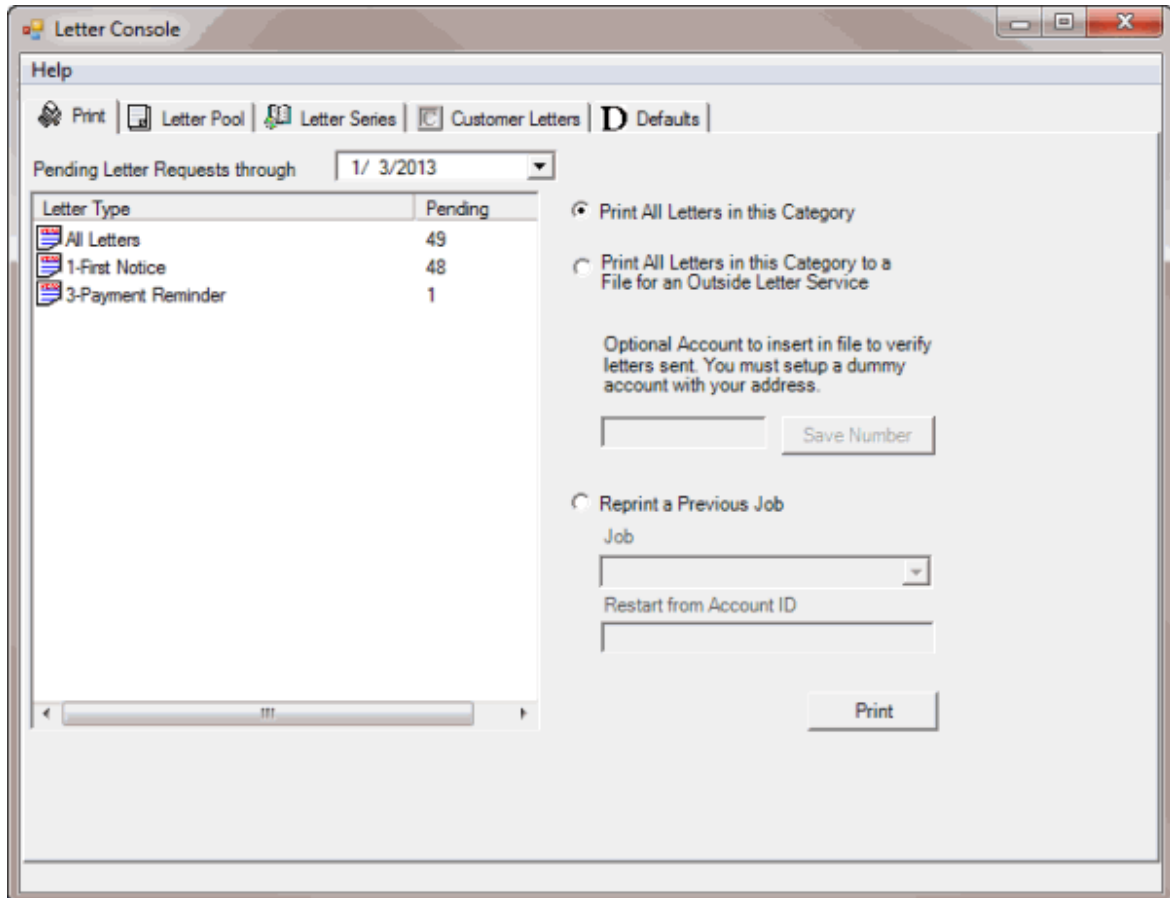 Letter Console
Help
Print
Letter Pool
Letter Series
C
Customer Letters
D
Defaults
Pending Letter Requests through
1/ 3/2013
Letter Type
Pending
All Letters
49
1-First Notice
48
3-Payment Reminder
1
Print All Letters in this Category
Print All Letters in this Category to a
File for an Outside Letter Service
Optional Account to insert in file to verify
letters sent. You must setup a dummy
account with your address.
Save Number
Reprint a Previous Job
Job
Restart from Account ID
Print